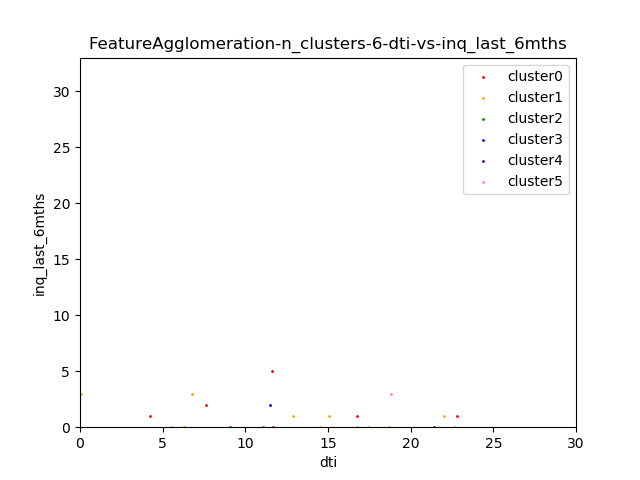 FeatureAgglomeration-n_clusters-6-dti-vs-inq_last_6mths
cluster0
cluster1
cluster2
cluster3
cluster4
cluster5
inq_last_6mths
30
25
20
15
10
5
0
0 5 10 15 20 25 30
dti